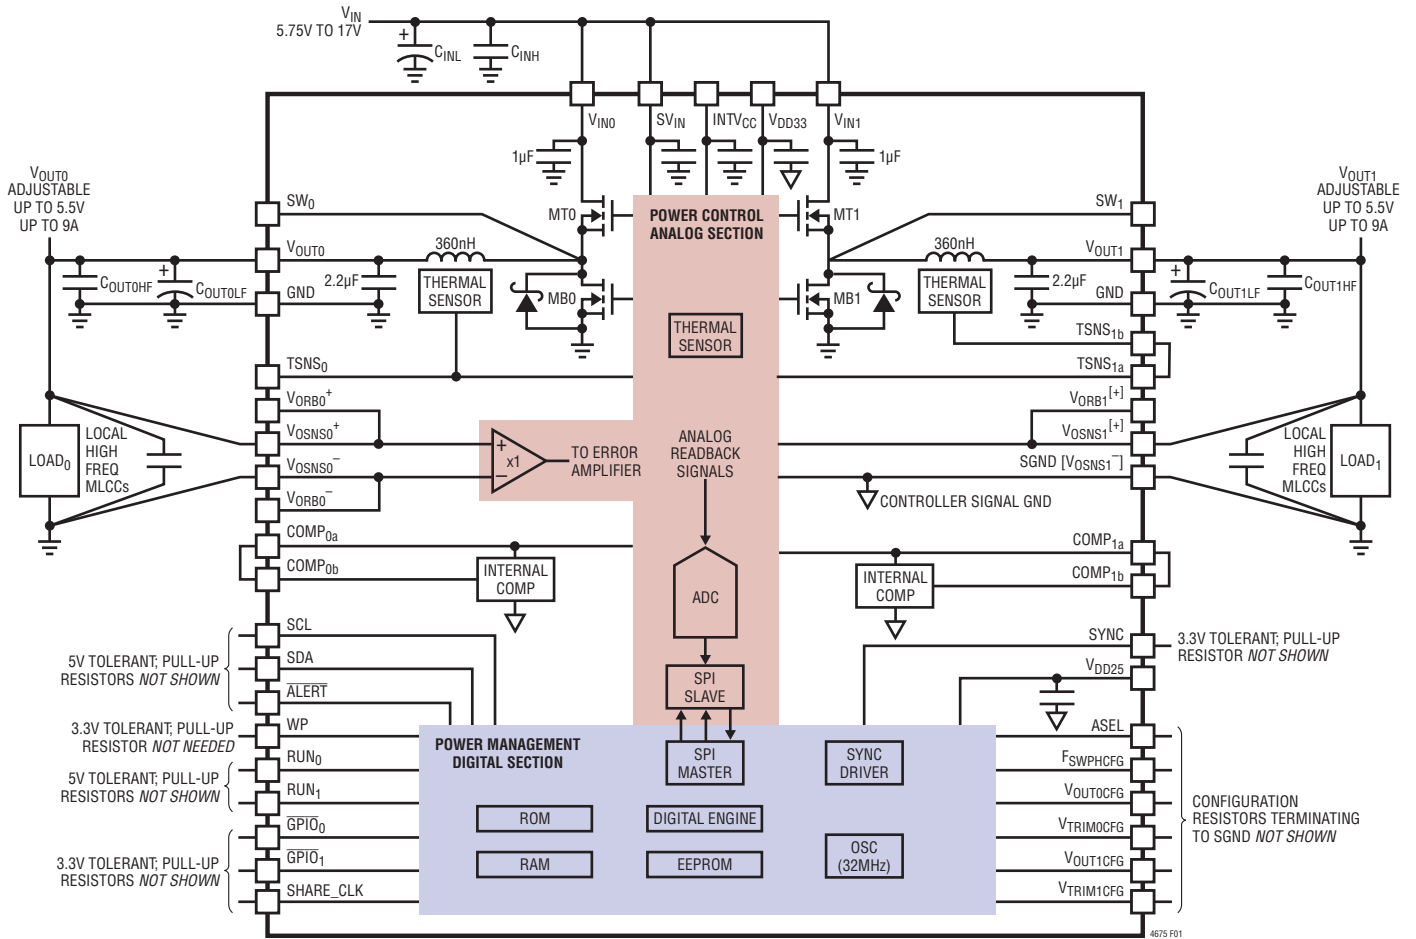 VIN
5.75V TO 17V
+
CINL
CINH
VIN0
SVIN
INTVCC
VDD33
VIN1
1µF
1µF
VOUT0
ADJUSTABLE
UP TO 5.5V
UP TO 9A
VOUT1
ADJUSTABLE
UP TO 5.5V
UP TO 9A
SW0
VOUT0
GND
COUT0HF
+
COUT0LF
2.2µF
360nH
THERMAL
SENSOR
MT0
MB0
POWER CONTROL
ANALOG SECTION
THERMAL
SENSOR
MT1
MB1
360nH
THERMAL
SENSOR
2.2µF
SW1
VOUT1
GND
+
COUT1LF
COUT1HF
TSNS1b
TSNS1a
TSNS0
VORB0+
VOSNS0+
VOSNS0–
VORB0–
LOAD0
LOCAL
HIGH
FREQ
MLCCs
+
–
x1
TO ERROR
AMPLIFIER
ANALOG
READBACK
SIGNALS
VORB1[+]
VOSNS1[+]
SGND [VOSNS1–]
CONTROLLER SIGNAL GND
LOCAL
HIGH
FREQ
MLCCs
LOAD1
COMP0a
COMP0b
INTERNAL
COMP
ADC
INTERNAL
COMP
COMP1a
COMP1b
SCL
SDA
ALERT
5V TOLERANT; PULL-UP
RESISTORS NOT SHOWN
SPI
SLAVE
SYNC
3.3V TOLERANT; PULL-UP
RESISTOR NOT SHOWN
VDD25
WP
3.3V TOLERANT; PULL-UP
RESISTOR NOT NEEDED
RUN0
RUN1
5V TOLERANT; PULL-UP
RESISTORS NOT SHOWN
GPIO0
GPIO1
SHARE_CLK
3.3V TOLERANT; PULL-UP
RESISTORS NOT SHOWN
POWER MANAGEMENT
DIGITAL SECTION
SPI
MASTER
SYNC
DRIVER
ROM
DIGITAL ENGINE
RAM
EEPROM
OSC
(32MHz)
ASEL
FSWPHCFG
VOUT0CFG
VTRIM0CFG
VOUT1CFG
VTRIM1CFG
CONFIGURATION
RESISTORS TERMINATING
TO SGND NOT SHOWN
4675 F01